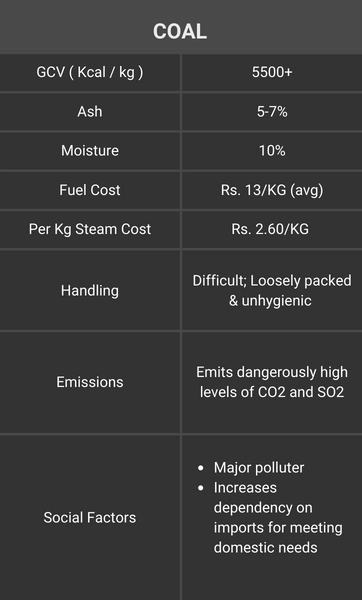 COAL
GCV ( Kcal / kg )
5500+
Ash
5-7%
Moisture
10%
Fuel Cost
Rs. 13/KG (avg)
Per Kg Steam Cost
Rs. 2.60/KG
Handling
Difficult; Loosely packed
& unhygienic
Emissions
Emits dangerously high
levels of CO2 and SO2
Social Factors
• Major polluter
• Increases
dependency on
imports for meeting
domestic needs